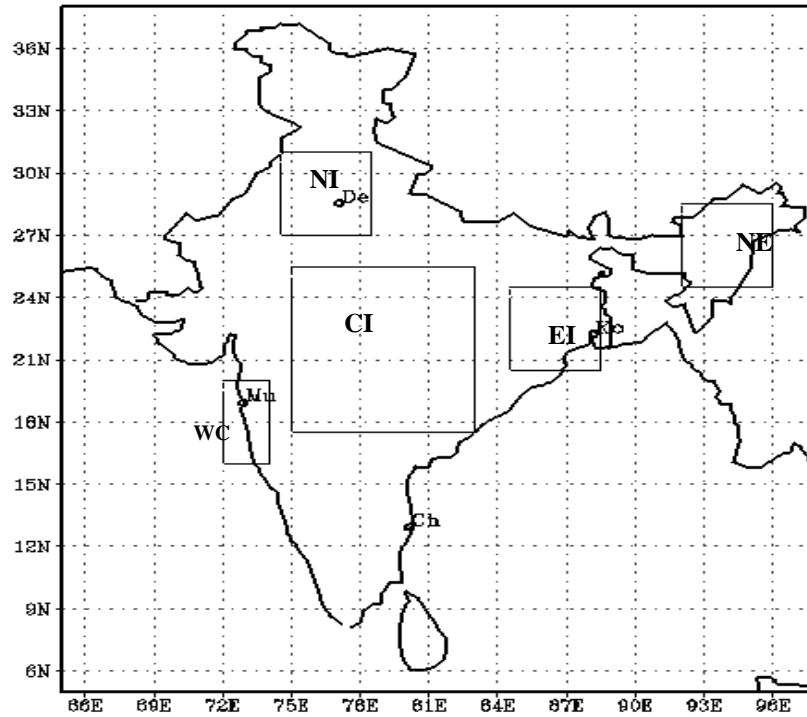 36N
33N
30N
27N
24N
21N
18N
15N
12N
9N
6N
NI
De
NE
CI
EI
Ko
Mu
WC
Ch
66E 69E 72E 75E 78E 81E 84E 87E 90E 93E 96E